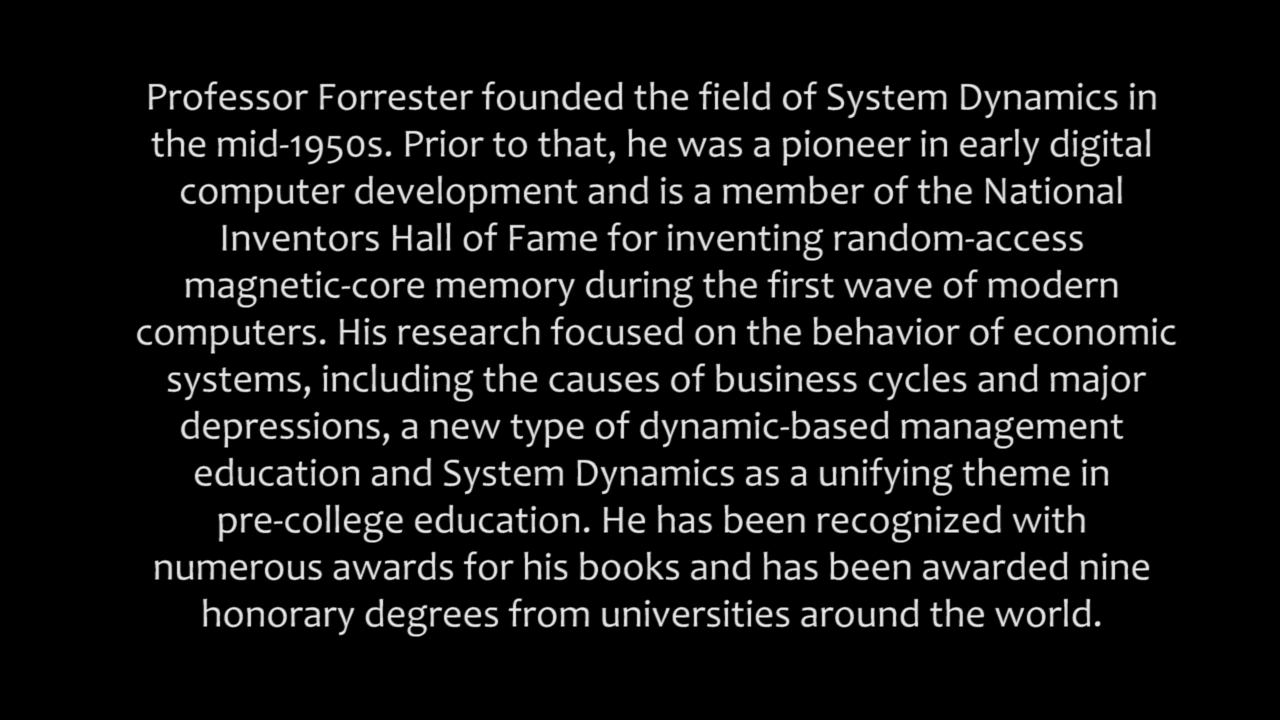 Professor Forrester founded the field of System Dynamics in
the mid-1950s. Prior to that, he was a pioneer in early digital
computer development and is a member of the National
Inventors Hall of Fame for inventing random-access
magnetic-core memory during the first wave of modern
computers. His research focused on the behavior of economic
systems, including the causes of business cycles and major
depressions, a new type of dynamic-based management
education and System Dynamics as a unifying theme in
pre-college education. He has been recognized with
numerous awards for his books and has been awarded nine
honorary degrees from universities around the world.